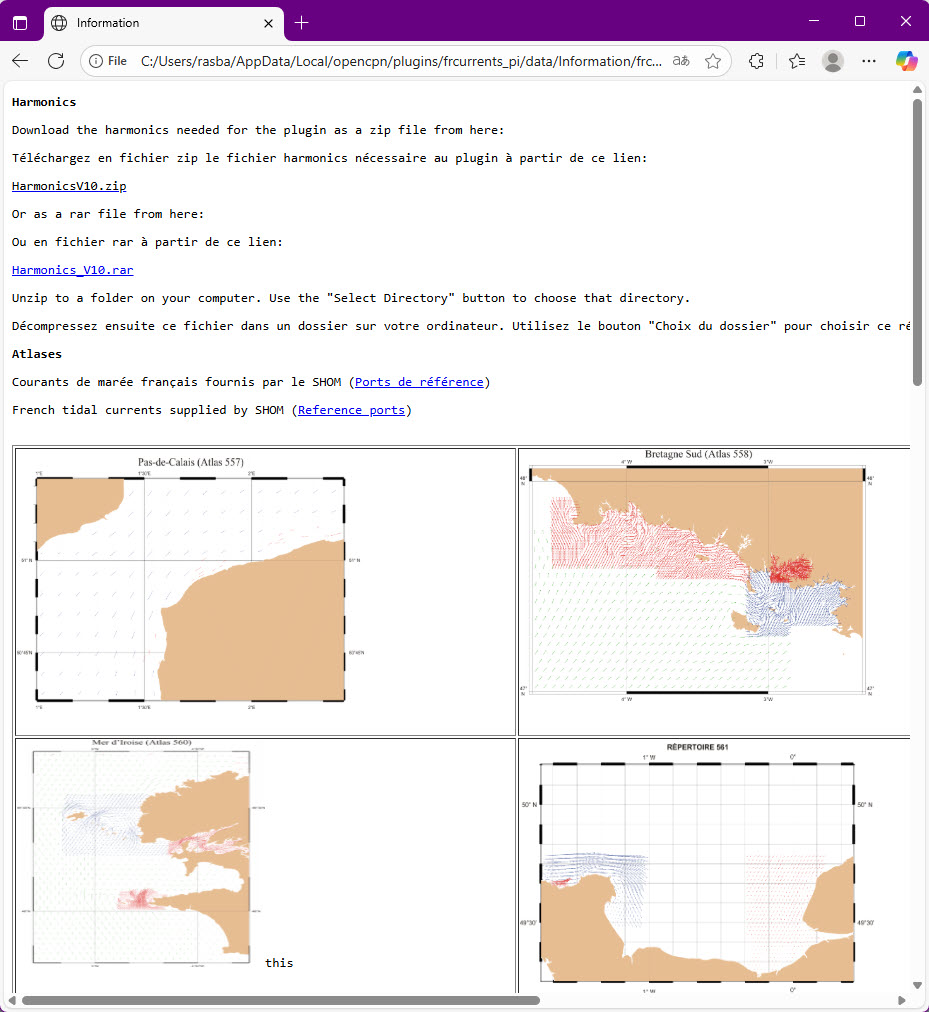 Information
File
C:/Users/rasba/AppData/Local/opencpn/plugins/frcurrents_pi/data/Information/frc...
Harmonics
Download the harmonics needed for the plugin as a zip file from here:
Téléchargez en fichier zip le fichier harmonics nécessaire au plugin à partir de ce lien:
HarmonicsV10.zip
Or as a rar file from here:
Ou en fichier rar à partir de ce lien:
Harmonics_V10.rar
Unzip to a folder on your computer. Use the "Select Directory" button to choose that directory.
Décompressez ensuite ce fichier dans un dossier sur votre ordinateur. Utilisez le bouton "Choix du dossier" pour choisir ce ré
Atlases
Courants de marée français fournis par le SHOM (Ports de référence)
French tidal currents supplied by SHOM (Reference ports)
Pas-de-Calais (Atlas 557)
1°E 1°30'E 2°E
51° N 51° N
50°45'N 50°45'N
1°E 1°30'E 2°E
Bretagne Sud (Atlas 558)
4° W 3° W
48° N 48° N
47° N 47° N
4° W 3° W
Mer d'Iroise (Atlas 560)
this
RÉPERTOIRE 561
1° W 0°
50° N 50° N
49°30' 49°30'
1° W 0°